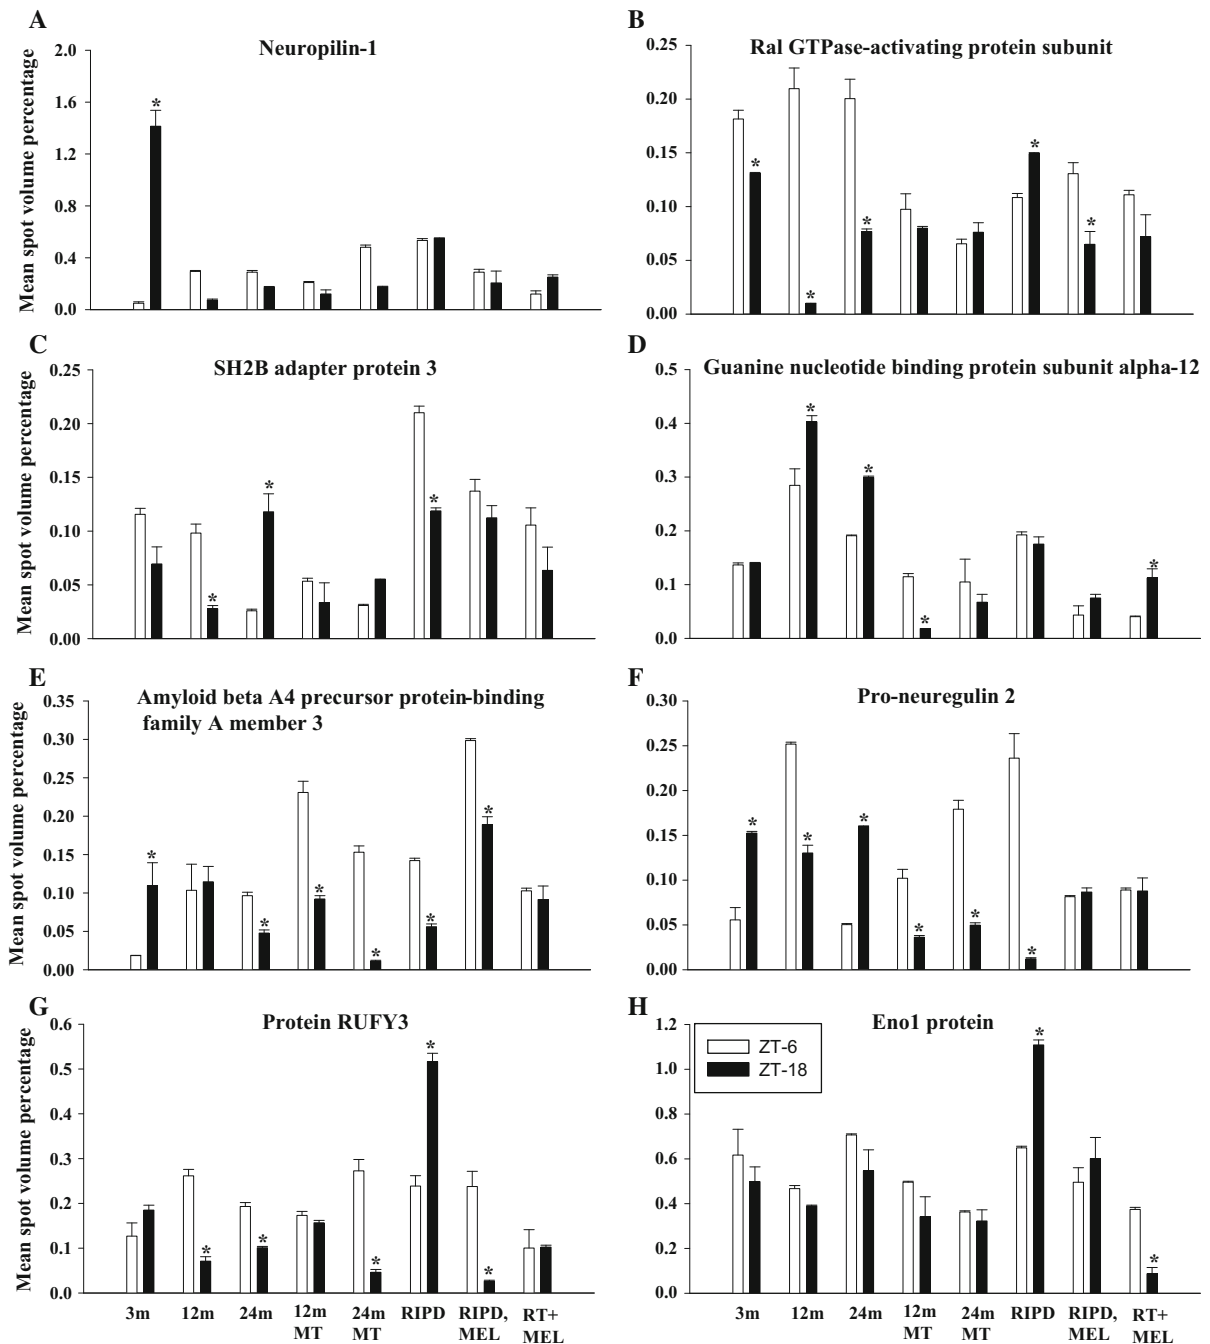 A
Neuropilin-1
Mean spot volume percentage
2.0
1.6
1.2
0.8
0.4
0.0
*
B
Ral GTPase-activating protein subunit
0.25
0.20
0.15
0.10
0.05
0.00
* * * * *
C
SH2B adapter protein 3
Mean spot volume percentage
0.25
0.20
0.15
0.10
0.05
0.00
* * *
D
Guanine nucleotide binding protein subunit alpha-12
0.5
0.4
0.3
0.2
0.1
0.0
* * * *
E
Amyloid beta A4 precursor protein-binding
family A member 3
Mean spot volume percentage
0.35
0.30
0.25
0.20
0.15
0.10
0.05
0.00
* * * * * *
F
Pro-neuregulin 2
0.30
0.25
0.20
0.15
0.10
0.05
0.00
* * * * * *
G
Protein RUFY3
Mean spot volume percentage
0.6
0.5
0.4
0.3
0.2
0.1
0.0
* * * * *
3m 12m 24m 12m 24m RIPD RIPD, RT+
MT MT MEL MEL
H
Eno1 protein
ZT-6
ZT-18
1.2
1.0
0.8
0.6
0.4
0.2
0.0
* *
3m 12m 24m 12m 24m RIPD RIPD, RT+
MT MT MEL MEL